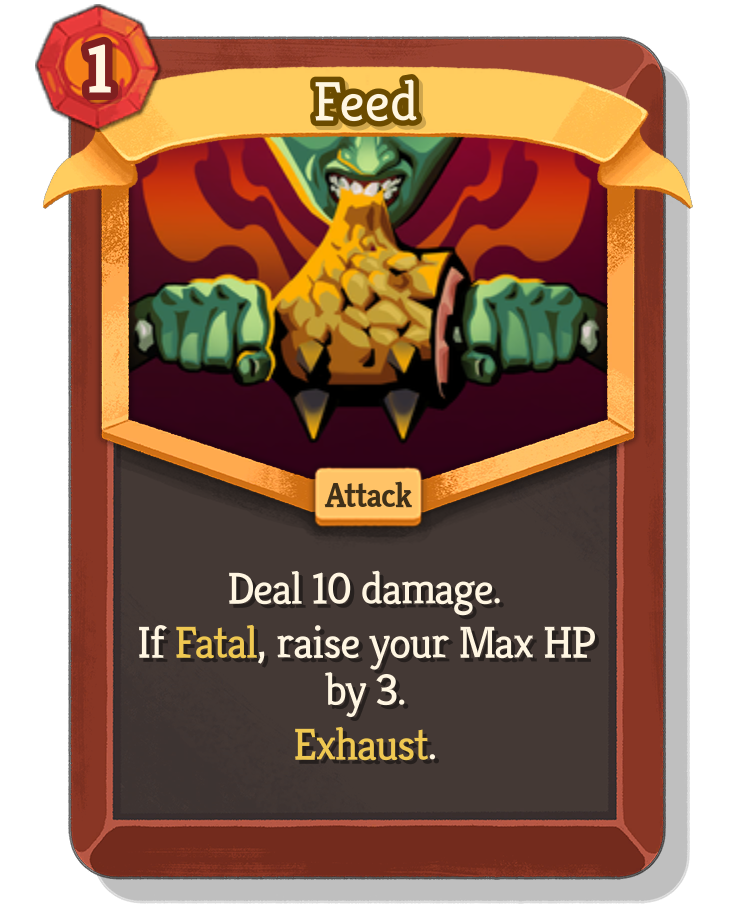 1
Feed
Attack
Deal 10 damage.
If Fatal, raise your Max HP
by 3.
Exhaust.